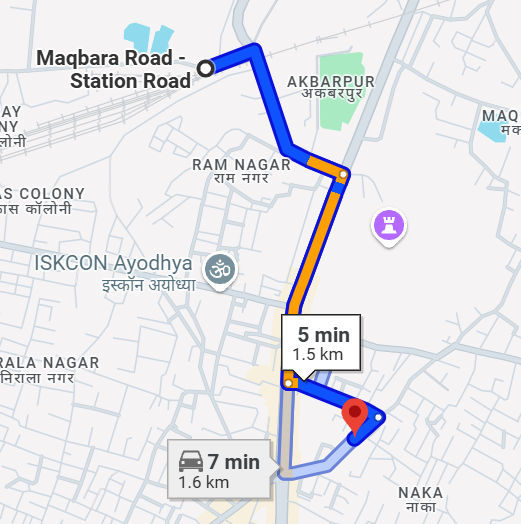 Maqbara Road -
Station Road
AKBARPUR
अकबरपुर
AY
NY
लोनी
MAQ
मक
RAM NAGAR
राम नगर
AS COLONY
कास कॉलोनी
ISKCON Ayodhya
इस्कॉन अयोध्या
5 min
1.5 km
RALA NAGAR
निराला नगर
7 min
1.6 km
NAKA
नाका